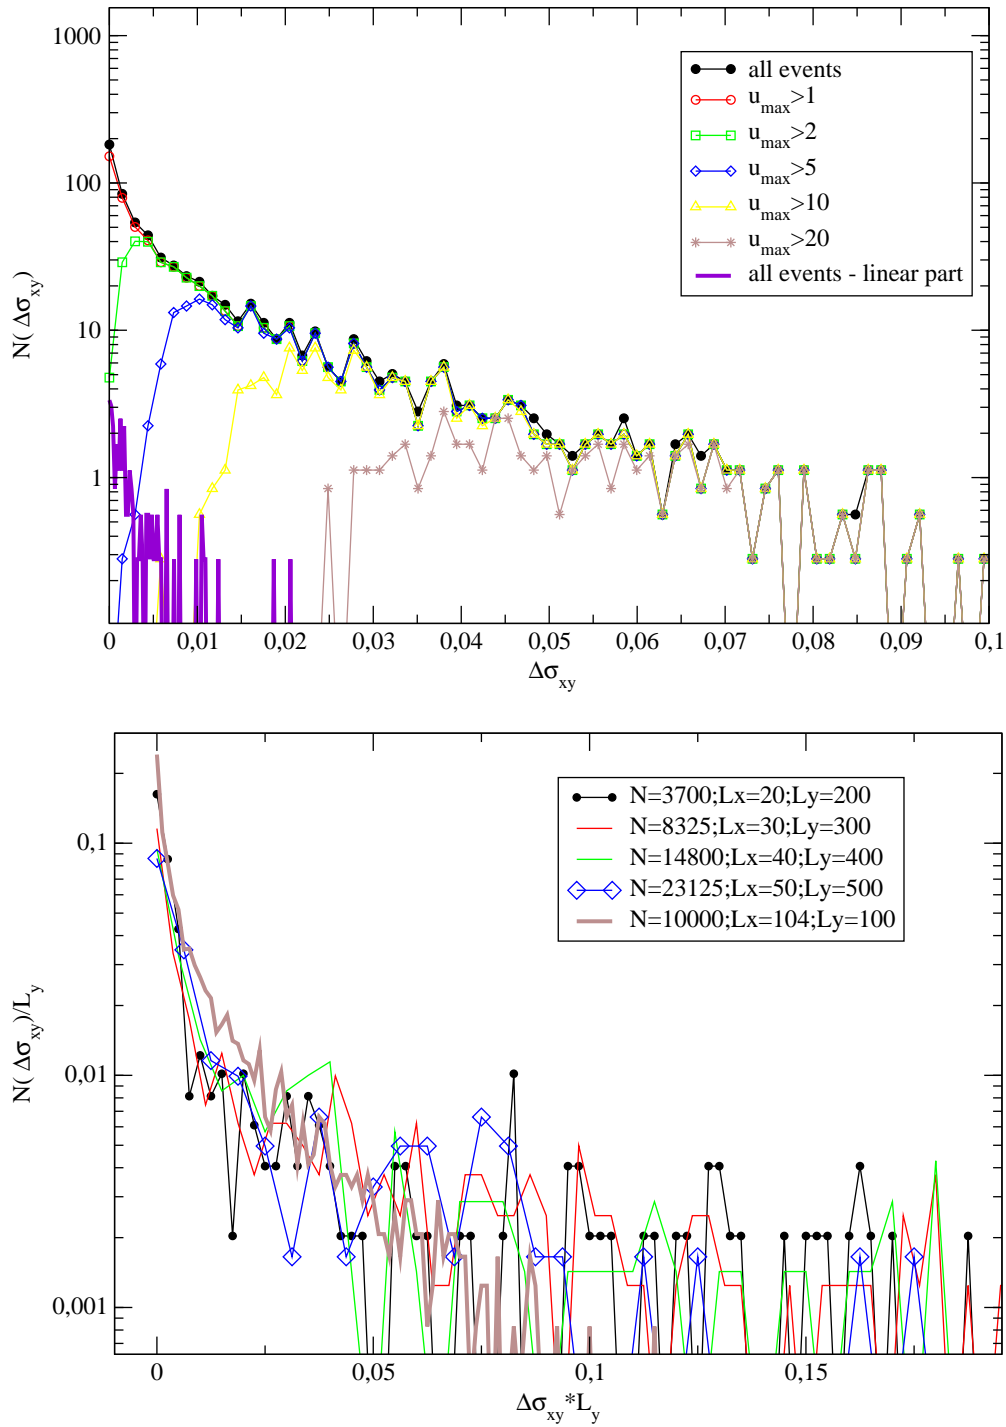 1000
100
10
1
0
0,01
0,02
0,03
0,04
0,05
0,06
0,07
0,08
0,09
0,1
Δσxy
N(Δσxy)
all events
umax>1
umax>2
umax>5
umax>10
umax>20
all events - linear part
0,1
0,01
0,001
0
0,05
0,1
0,15
Δσxy*Ly
N(Δσxy)/Ly
N=3700;Lx=20;Ly=200
N=8325;Lx=30;Ly=300
N=14800;Lx=40;Ly=400
N=23125;Lx=50;Ly=500
N=10000;Lx=104;Ly=100